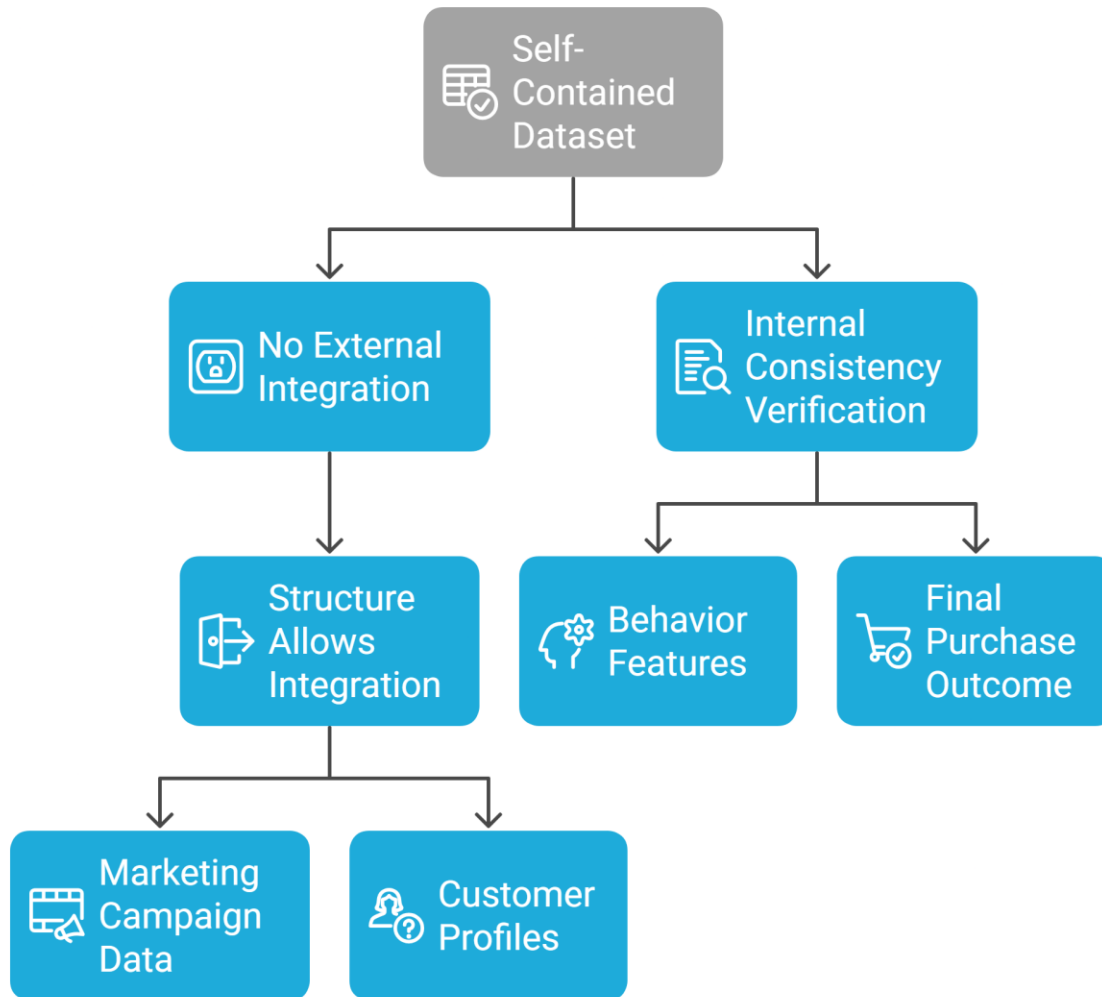 Self-
Contained
Dataset
No External
Integration
Internal
Consistency
Verification
Structure
Allows
Integration
Behavior
Features
Final
Purchase
Outcome
Marketing
Campaign
Data
Customer
Profiles